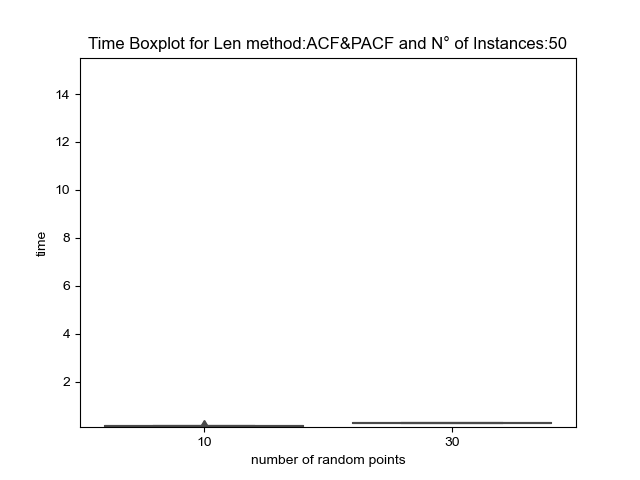 Time Boxplot for Len method:ACF&PACF and N° of Instances:50
14
12
10
8
6
4
2
time
10 30
number of random points